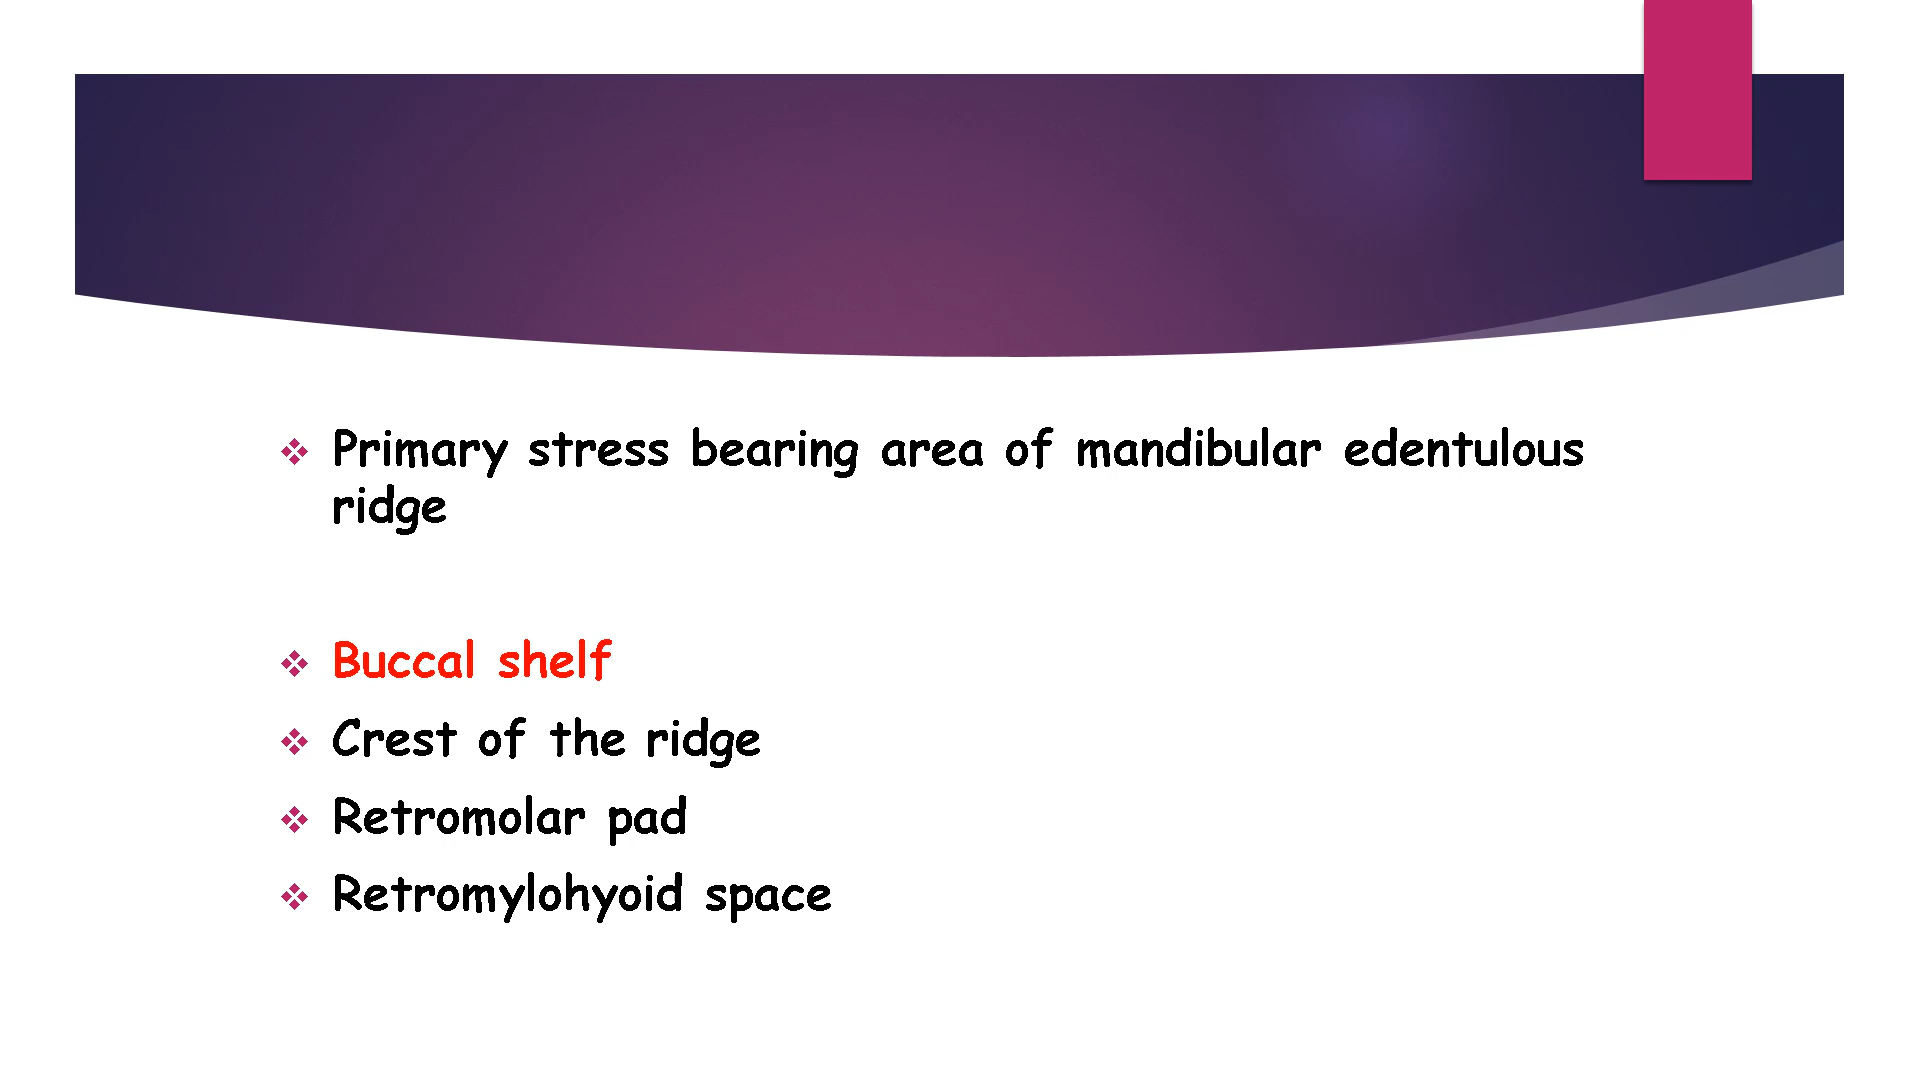 Primary stress bearing area of mandibular edentulous
ridge
Buccal shelf
Crest of the ridge
Retromolar pad
Retromylohyoid space